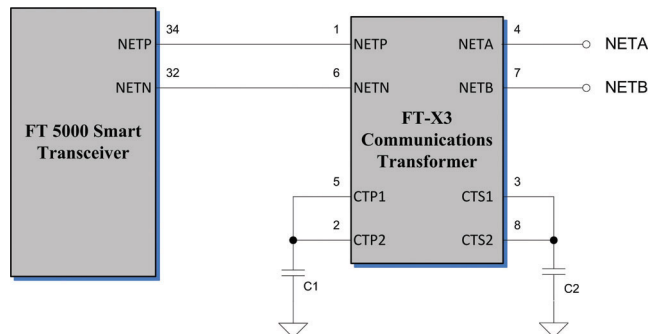 34 1 4
NETP NETP NETA NETA
32 6 7
NETN NETN NETB NETB
FT 5000 Smart
Transceiver
FT-X3
Communications
Transformer
5 3
CTP1 CTS1
2 8
CTP2 CTS2
C1 C2